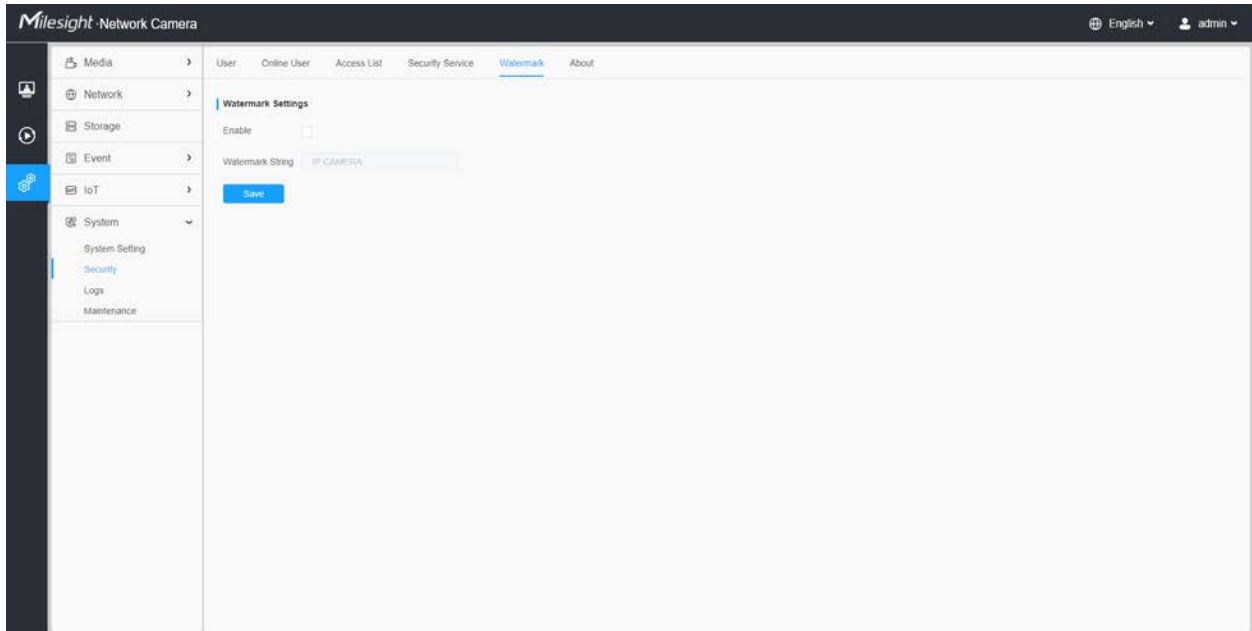 Milesight Network Camera English admin
Media
Network
Storage
Event
IoT
System
System Setting
Security
Logs
Maintenance
User Online User Access List Security Service Watermark About
Watermark Settings
Enable
Watermark String IP CAMERA
Save